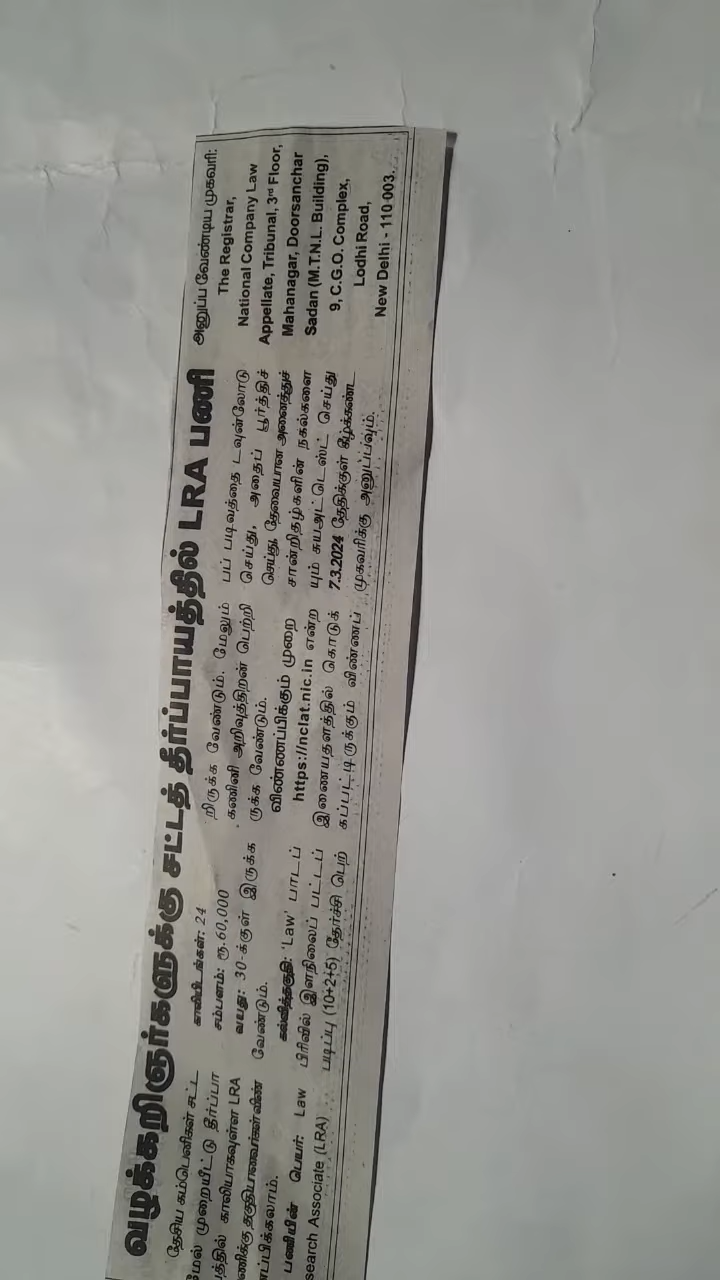 வழக்கறிஞர்களுக்கு சட்டத் தீர்ப்பாயத்தில் LRA பணி
தேசிய கம்பெனிகள் சட்ட
மேல் முறையீட்டு தீர்ப்பா
த்தில் காலியாகவுள்ள LRA
ணிக்கு தகுதியானவர்கள் விண்
ணப்பிக்கலாம்.
பணியின் பெயர்: Law
search Associate (LRA)
காலியிடங்கள்: 24
சம்பளம்: ரூ.60,000
வயது: 30-க்குள் இருக்க
வேண்டும்.
கல்வித்தகுதி: 'Law' பாடப்
பிரிவில் இளநிலைப் பட்டப்
படிப்பு (10+2+5) தேர்ச்சி பெற்
றிருக்க வேண்டும். மேலும்
கணினி அறிவுத்திறன் பெற்றி
ருக்க வேண்டும்.
விண்ணப்பிக்கும் முறை
https://nclat.nic.in என்ற
இணையதளத்தில் கொடுக்
கப்பட்டிருக்கும் விண்ணப்
பப் படிவத்தை டவுன்லோடு
செய்து, அதைப் பூர்த்திச்
செய்து, தேவையான அனைத்துச்
சான்றிதழ்களின் நகல்களை
யும் சுயஅட்டெஸ்ட் செய்து
7.3.2024 தேதிக்குள் கீழ்க்கண்ட
முகவரிக்கு அனுப்பவும்.
அனுப்ப வேண்டிய முகவரி:
The Registrar,
National Company Law
Appellate, Tribunal, 3rd Floor,
Mahanagar, Doorsanchar
Sadan (M.T.N.L. Building),
9, C.G.O. Complex,
Lodhi Road,
New Delhi - 110 003.